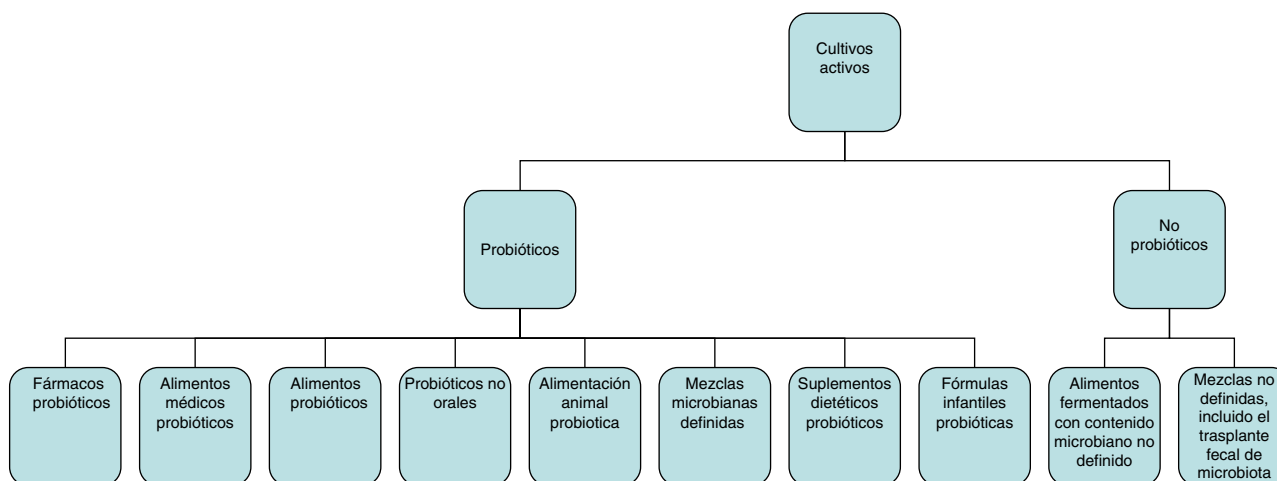 Cultivos
activos
Probióticos
No
probióticos
Fármacos
probióticos
Alimentos
médicos
probióticos
Alimentos
probióticos
Probióticos no
orales
Alimentación
animal
probiotica
Mezclas
microbianas
definidas
Suplementos
dietéticos
probióticos
Fórmulas
infantiles
probióticas
Alimentos
fermentados
con contenido
microbiano no
definido
Mezclas no
definidas,
incluido el
trasplante
fecal de
microbiota